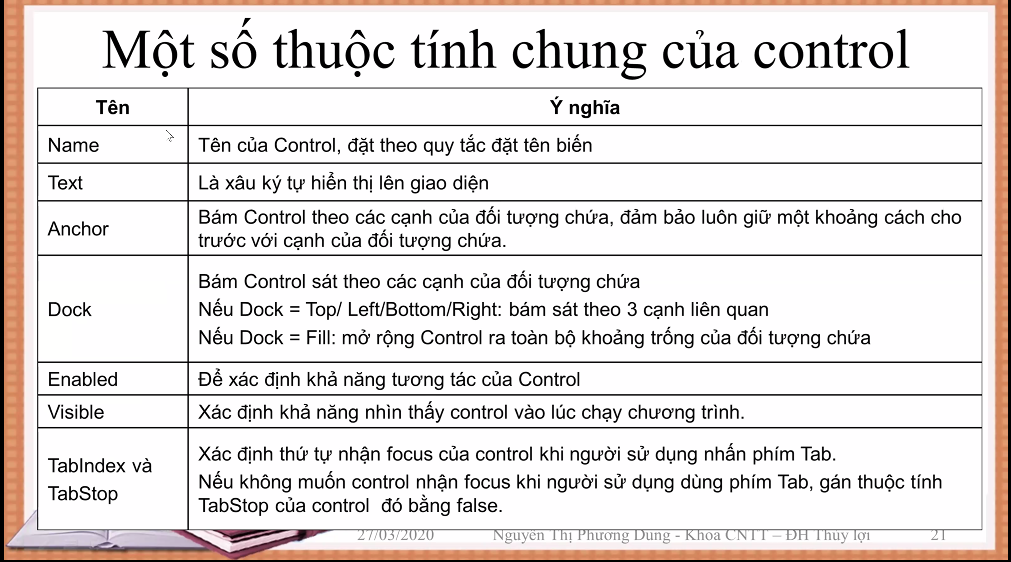 Một số thuộc tính chung của control
Tên
Ý nghĩa
Name
Tên của Control, đặt theo quy tắc đặt tên biến
Text
Là xâu ký tự hiển thị lên giao diện
Anchor
Bám Control theo các cạnh của đối tượng chứa, đảm bảo luôn giữ một khoảng cách cho
trước với cạnh của đối tượng chứa.
Dock
Bám Control sát theo các cạnh của đối tượng chứa
Nếu Dock = Top/ Left/Bottom/Right: bám sát theo 3 cạnh liên quan
Nếu Dock = Fill: mở rộng Control ra toàn bộ khoảng trống của đối tượng chứa
Enabled
Để xác định khả năng tương tác của Control
Visible
Xác định khả năng nhìn thấy control vào lúc chạy chương trình.
TabIndex và
TabStop
Xác định thứ tự nhận focus của control khi người sử dụng nhấn phím Tab.
Nếu không muốn control nhận focus khi người sử dụng dùng phím Tab, gán thuộc tính
TabStop của control đó bằng false.
27/03/2020
Nguyễn Thị Phương Dung - Khoa CNTT – ĐH Thủy lợi
21